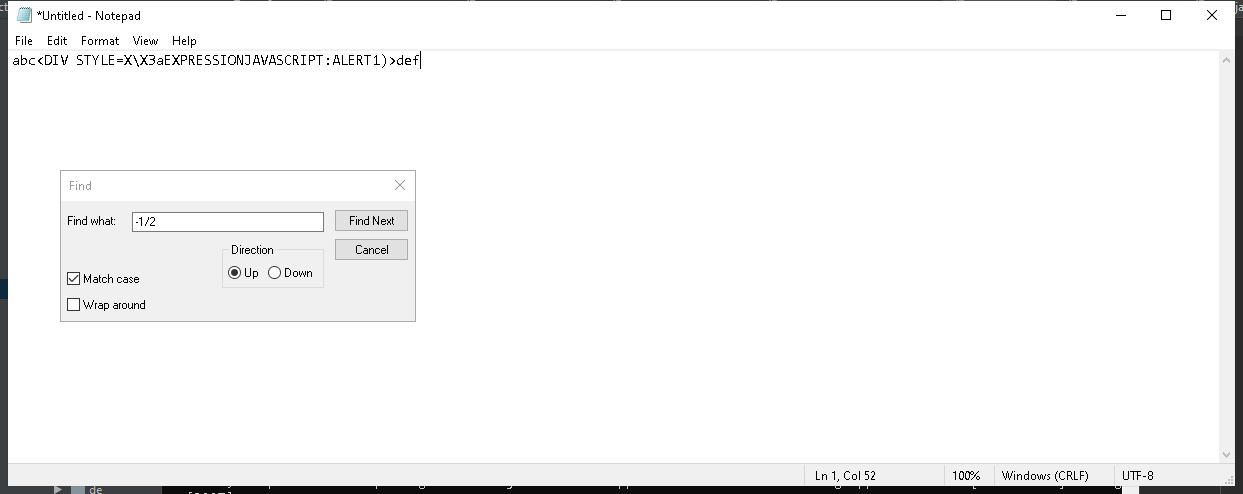 *Untitled - Notepad
File Edit Format View Help
abc<DIV STYLE=X\X3aEXPRESSIONJAVASCRIPT:ALERT1)>def
Find
Find what: -1/2 Find Next
Direction Cancel
Up Down
Match case
Wrap around
Ln 1, Col 52 100% Windows (CRLF) UTF-8
de